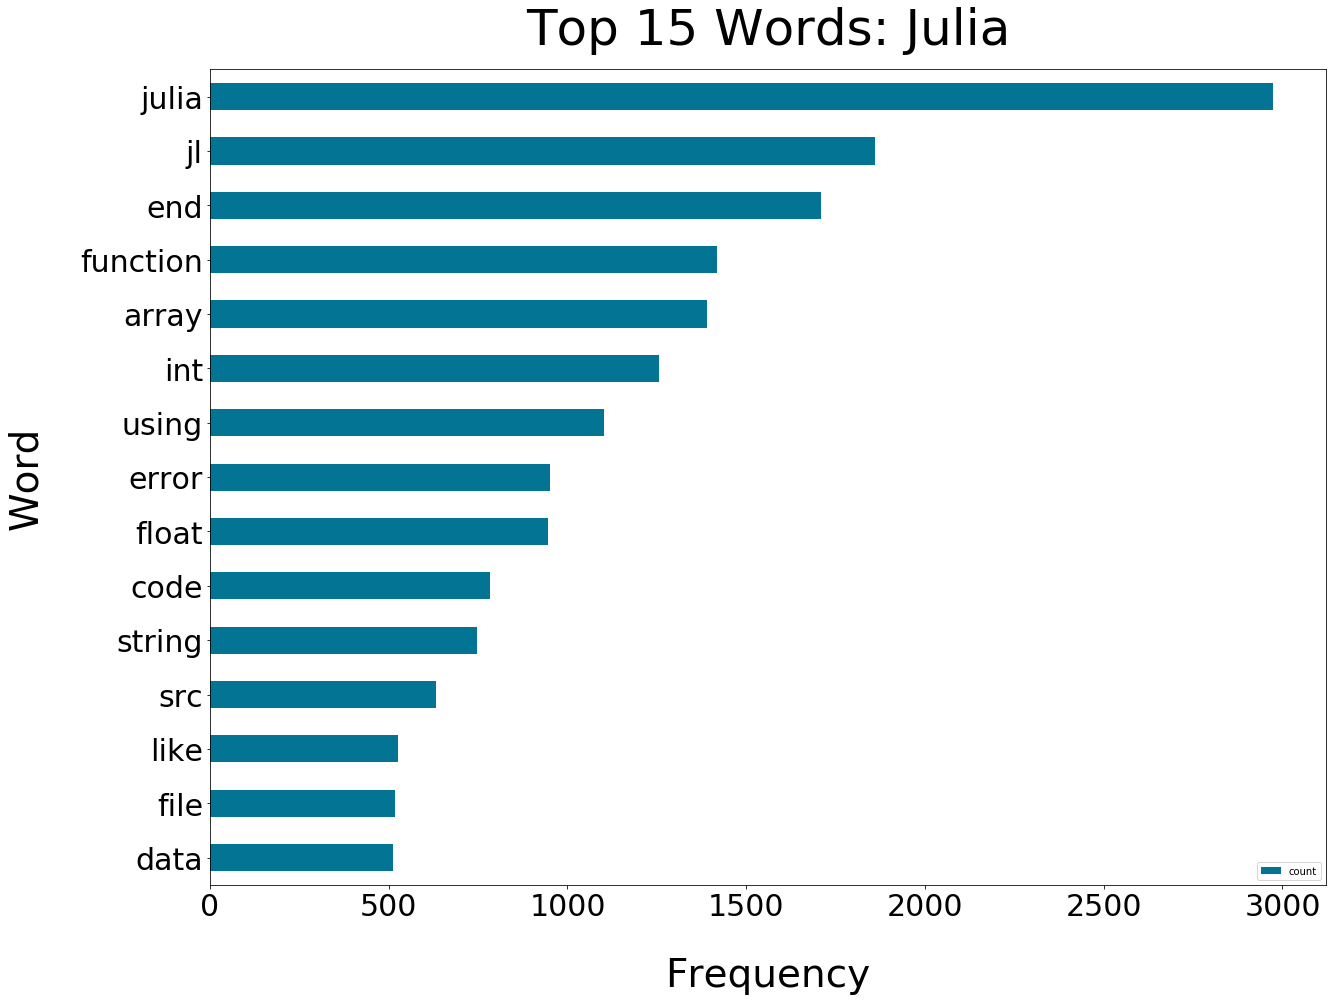 Top 15 Words: Julia
Word
julia
jl
end
function
array
int
using
error
float
code
string
src
like
file
data
count
0 500 1000 1500 2000 2500 3000
Frequency